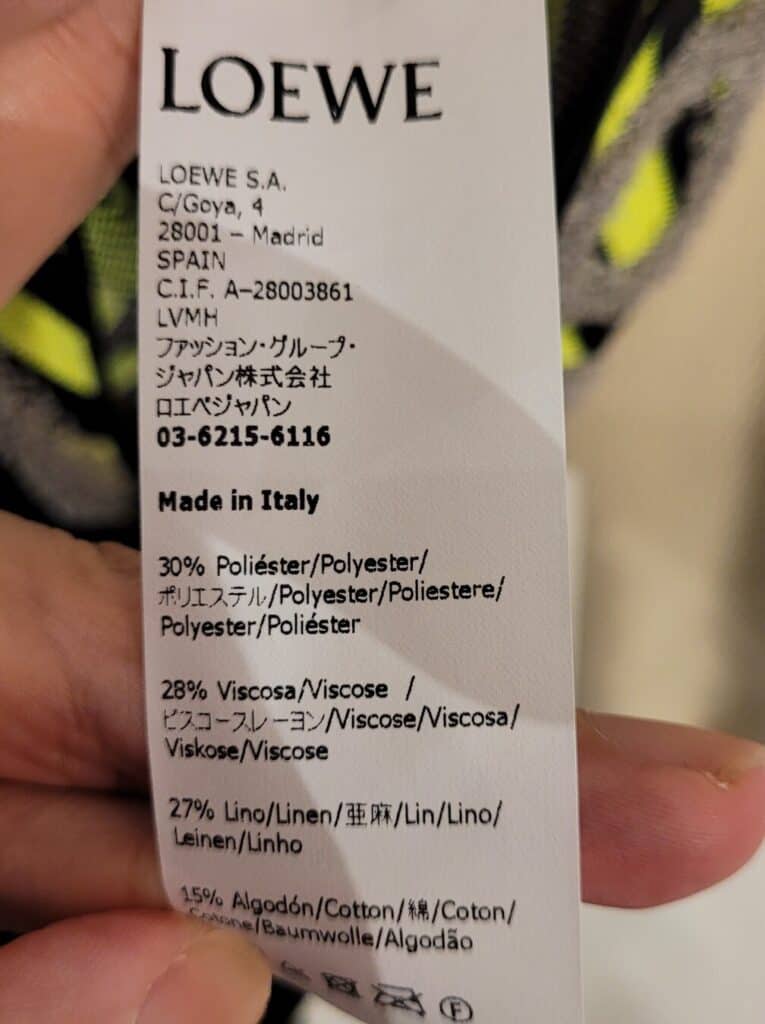 LOEWE
LOEWE S.A.
C/Goya, 4
28001 – Madrid
SPAIN
C.I.F. A–28003861
LVMH
ファッション・グループ・
ジャパン株式会社
ロエベジャパン
03-6215-6116
Made in Italy
30% Poliéster/Polyester/
ポリエステル/Polyester/Poliestere/
Polyester/Poliéster
28% Viscosa/Viscose /
ビスコースレーヨン/Viscose/Viscosa/
Viskose/Viscose
27% Lino/Linen/亜麻/Lin/Lino/
Leinen/Linho
15% Algodón/Cotton/綿/Coton/
Cotone/Baumwolle/Algodão
F